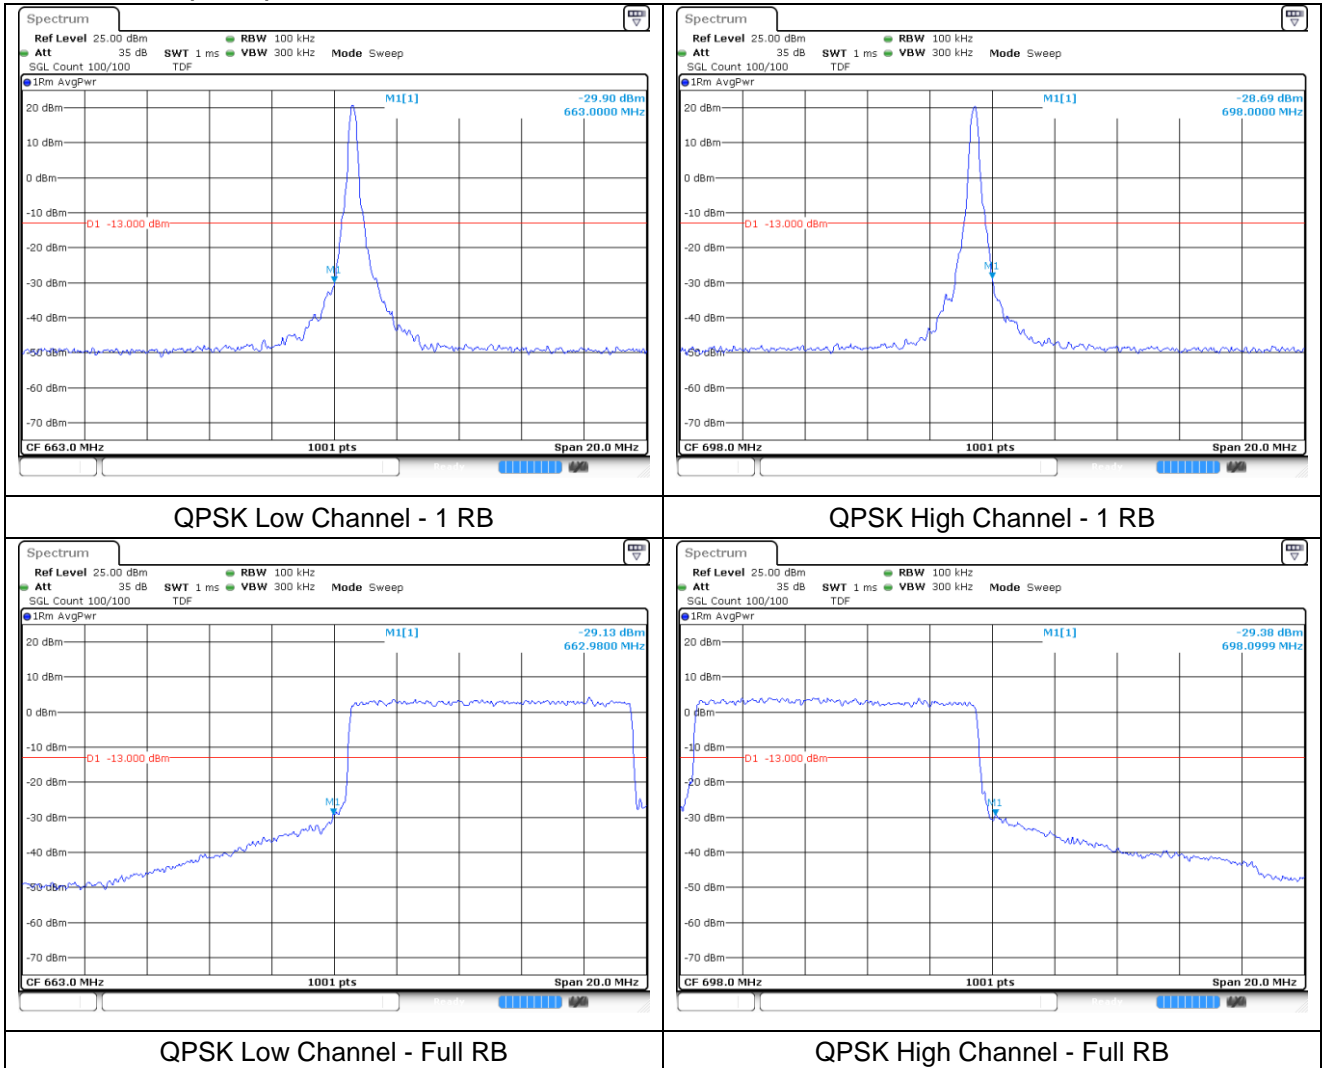 Spectrum
Ref Level 25.00 dBm RBW 100 kHz
Att 35 dB SWT 1 ms VBW 300 kHz Mode Sweep
SGL Count 100/100 TDF
1Rm AvgPwr
M1[1] -29.90 dBm
663.0000 MHz
20 dBm
10 dBm
0 dBm
-10 dBm
D1 -13.000 dBm
-20 dBm
M1
-30 dBm
-40 dBm
-50 dBm
-60 dBm
-70 dBm
CF 663.0 MHz 1001 pts Span 20.0 MHz
QPSK Low Channel - 1 RB
Spectrum
Ref Level 25.00 dBm RBW 100 kHz
Att 35 dB SWT 1 ms VBW 300 kHz Mode Sweep
SGL Count 100/100 TDF
1Rm AvgPwr
M1[1] -28.69 dBm
698.0000 MHz
20 dBm
10 dBm
0 dBm
-10 dBm
D1 -13.000 dBm
-20 dBm
M1
-30 dBm
-40 dBm
-50 dBm
-60 dBm
-70 dBm
CF 698.0 MHz 1001 pts Span 20.0 MHz
QPSK High Channel - 1 RB
Spectrum
Ref Level 25.00 dBm RBW 100 kHz
Att 35 dB SWT 1 ms VBW 300 kHz Mode Sweep
SGL Count 100/100 TDF
1Rm AvgPwr
M1[1] -29.13 dBm
662.9800 MHz
20 dBm
10 dBm
0 dBm
-10 dBm
D1 -13.000 dBm
-20 dBm
M1
-30 dBm
-40 dBm
-50 dBm
-60 dBm
-70 dBm
CF 663.0 MHz 1001 pts Span 20.0 MHz
QPSK Low Channel - Full RB
Spectrum
Ref Level 25.00 dBm RBW 100 kHz
Att 35 dB SWT 1 ms VBW 300 kHz Mode Sweep
SGL Count 100/100 TDF
1Rm AvgPwr
M1[1] -29.38 dBm
698.0999 MHz
20 dBm
10 dBm
0 dBm
-10 dBm
D1 -13.000 dBm
-20 dBm
M1
-30 dBm
-40 dBm
-50 dBm
-60 dBm
-70 dBm
CF 698.0 MHz 1001 pts Span 20.0 MHz
QPSK High Channel - Full RB